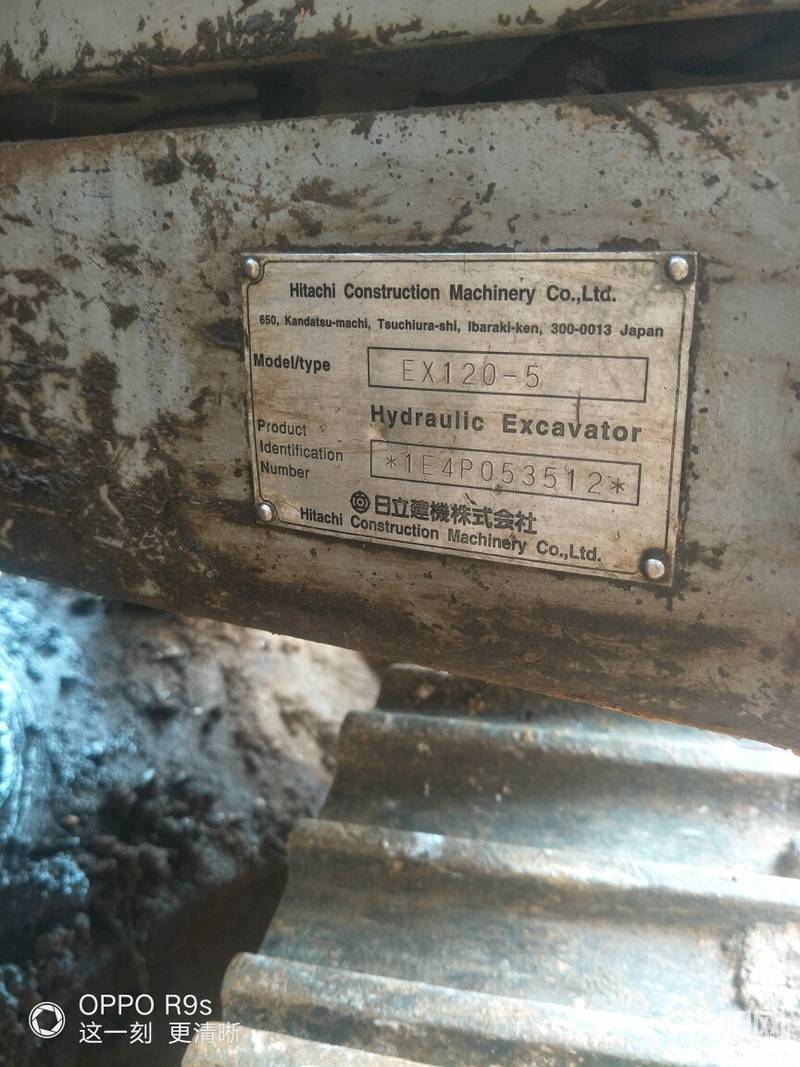 Hitachi Construction Machinery Co.,Ltd.
650, Kandatsu-machi, Tsuchiura-shi, Ibaraki-ken, 300-0013 Japan
Model/type EX120-5
Hydraulic Excavator
Product
Identification
Number
*1E4P053512*
日立建機株式会社
Hitachi Construction Machinery Co.,Ltd.
OPPO R9s
这一刻 更清晰
网